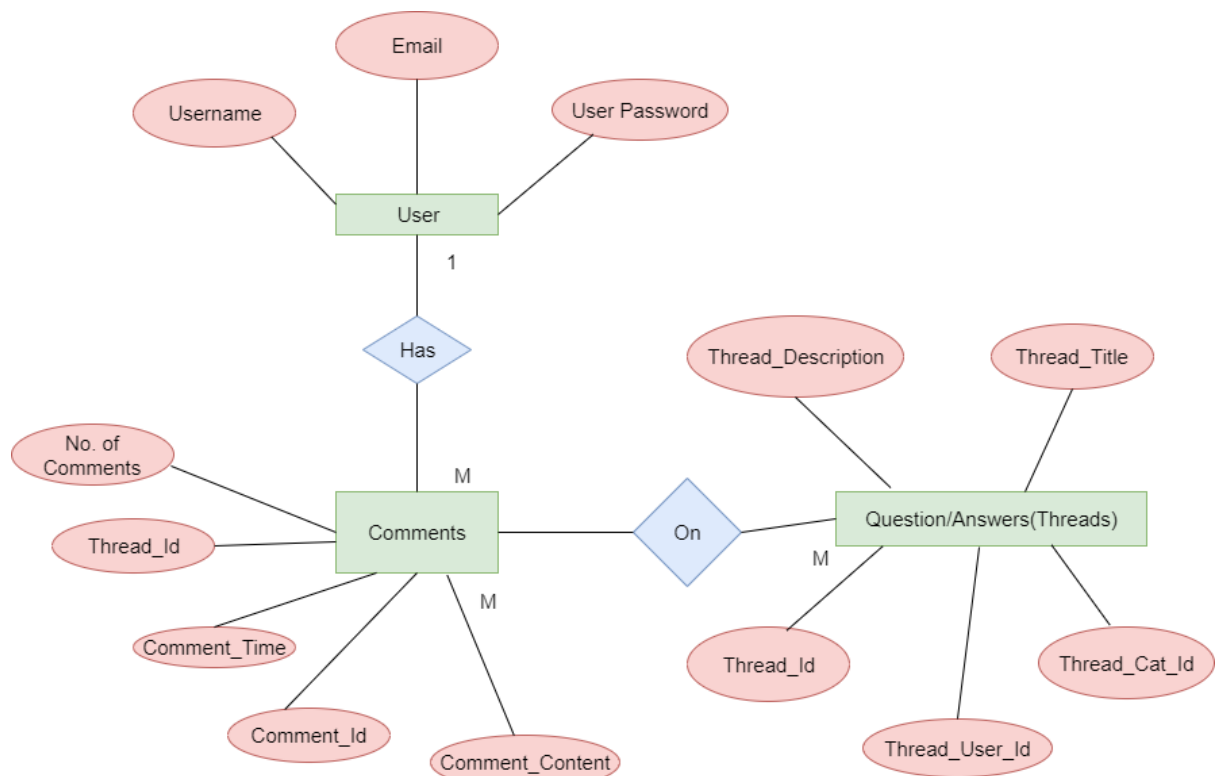 Email
Username
User Password
User
1
Has
Thread_Description
Thread_Title
No. of
Comments
M
Comments
On
Question/Answers(Threads)
Thread_Id
M
M
Comment_Time
Thread_Id
Thread_Cat_Id
Comment_Id
Comment_Content
Thread_User_Id